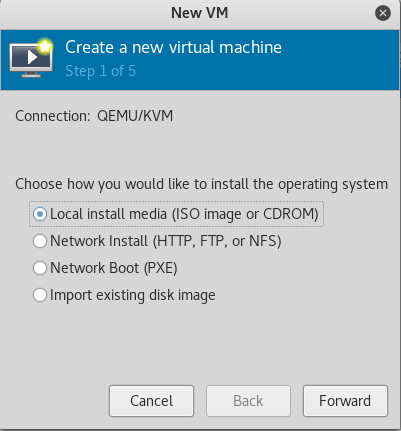 New VM
Create a new virtual machine
Step 1 of 5
Connection: QEMU/KVM
Choose how you would like to install the operating system
Local install media (ISO image or CDROM)
Network Install (HTTP, FTP, or NFS)
Network Boot (PXE)
Import existing disk image
Cancel
Back
Forward